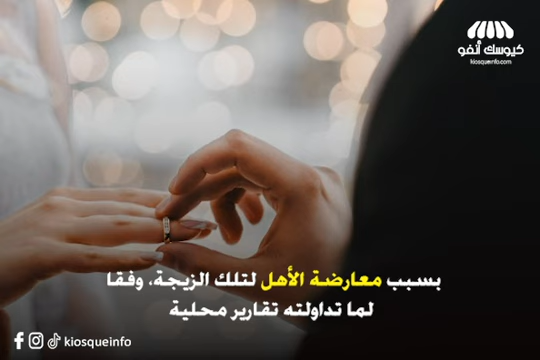 كيوسك أنفو
kiosqueinfo.com
بسبب معارضة الأهل لتلك الزيجة، وفقا
لما تداولته تقارير محلية
kiosqueinfo